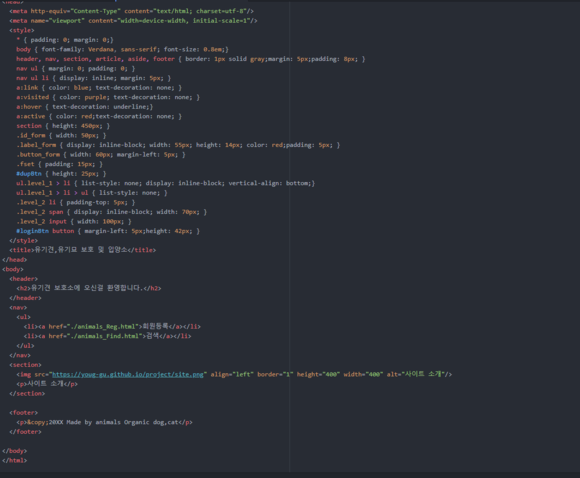 <meta http-equiv="Content-Type" content="text/html; charset=utf-8"/>
<meta name="viewport" content="width=device-width, initial-scale=1"/>
<style>
* { padding: 0; margin: 0;}
body { font-family: Verdana, sans-serif; font-size: 0.8em;}
header, nav, section, article, aside, footer { border: 1px solid gray;margin: 5px;padding: 8px; }
nav ul { margin: 0; padding: 0; }
nav ul li { display: inline; margin: 5px; }
a:link { color: blue; text-decoration: none; }
a:visited { color: purple; text-decoration: none; }
a:hover { text-decoration: underline;}
a:active { color: red;text-decoration: none; }
section { height: 450px; }
.id_form { width: 50px; }
.label_form { display: inline-block; width: 55px; height: 14px; color: red;padding: 5px; }
.button_form { width: 60px; margin-left: 5px; }
.fset { padding: 15px; }
#dupBtn { height: 25px; }
ul.level_1 > li { list-style: none; display: inline-block; vertical-align: bottom;}
ul.level_1 > li > ul { list-style: none; }
.level_2 li { padding-top: 5px; }
.level_2 span { display: inline-block; width: 70px; }
.level_2 input { width: 100px; }
#loginBtn button { margin-left: 5px;height: 42px; }
</style>
<title>유기견,유기묘 보호 및 입양소</title>
</head>
<body>
<header>
<h2>유기견 보호소에 오신걸 환영합니다.</h2>
</header>
<nav>
<ul>
<li><a href="./animals_Reg.html">회원등록</a></li>
<li><a href="./animals_Find.html">검색</a></li>
</ul>
</nav>
<section>
<img src="https://youg-gu.github.io/project/site.png" align="left" border="1" height="400" width="400" alt="사이트 소개"/>
<p>사이트 소개</p>
</section>
<footer>
<p>&copy;20XX Made by animals Organic dog,cat</p>
</footer>
</body>
</html>